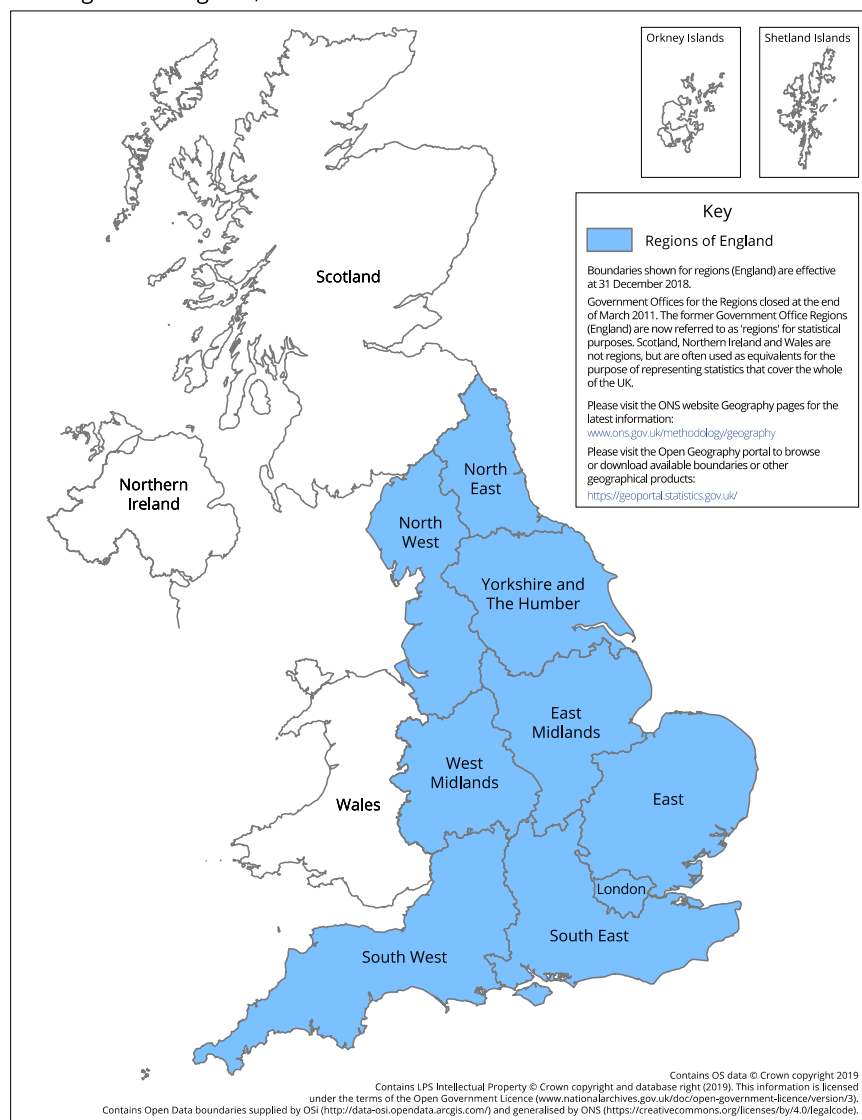 Orkney Islands
Shetland Islands
Key
Regions of England
Boundaries shown for regions (England) are effective
at 31 December 2018.
Government Offices for the Regions closed at the end
of March 2011. The former Government Office Regions
(England) are now referred to as 'regions' for statistical
purposes. Scotland, Northern Ireland and Wales are
not regions, but are often used as equivalents for the
purpose of representing statistics that cover the whole
of the UK.
Please visit the ONS website Geography pages for the
latest information:
www.ons.gov.uk/methodology/geography
Please visit the Open Geography portal to browse
or download available boundaries or other
geographical products:
https://geoportal.statistics.gov.uk/
Scotland
Northern
Ireland
North
East
North
West
Yorkshire and
The Humber
East
Midlands
West
Midlands
Wales
East
London
South East
South West
Contains OS data © Crown copyright 2019
Contains LPS Intellectual Property © Crown copyright and database right (2019). This information is licensed
under the terms of the Open Government Licence (www.nationalarchives.gov.uk/doc/open-government-licence/version/3).
Contains Open Data boundaries supplied by OSi (http://data-osi.opendata.arcgis.com/) and generalised by ONS (https://creativecommons.org/licenses/by/4.0/legalcode).